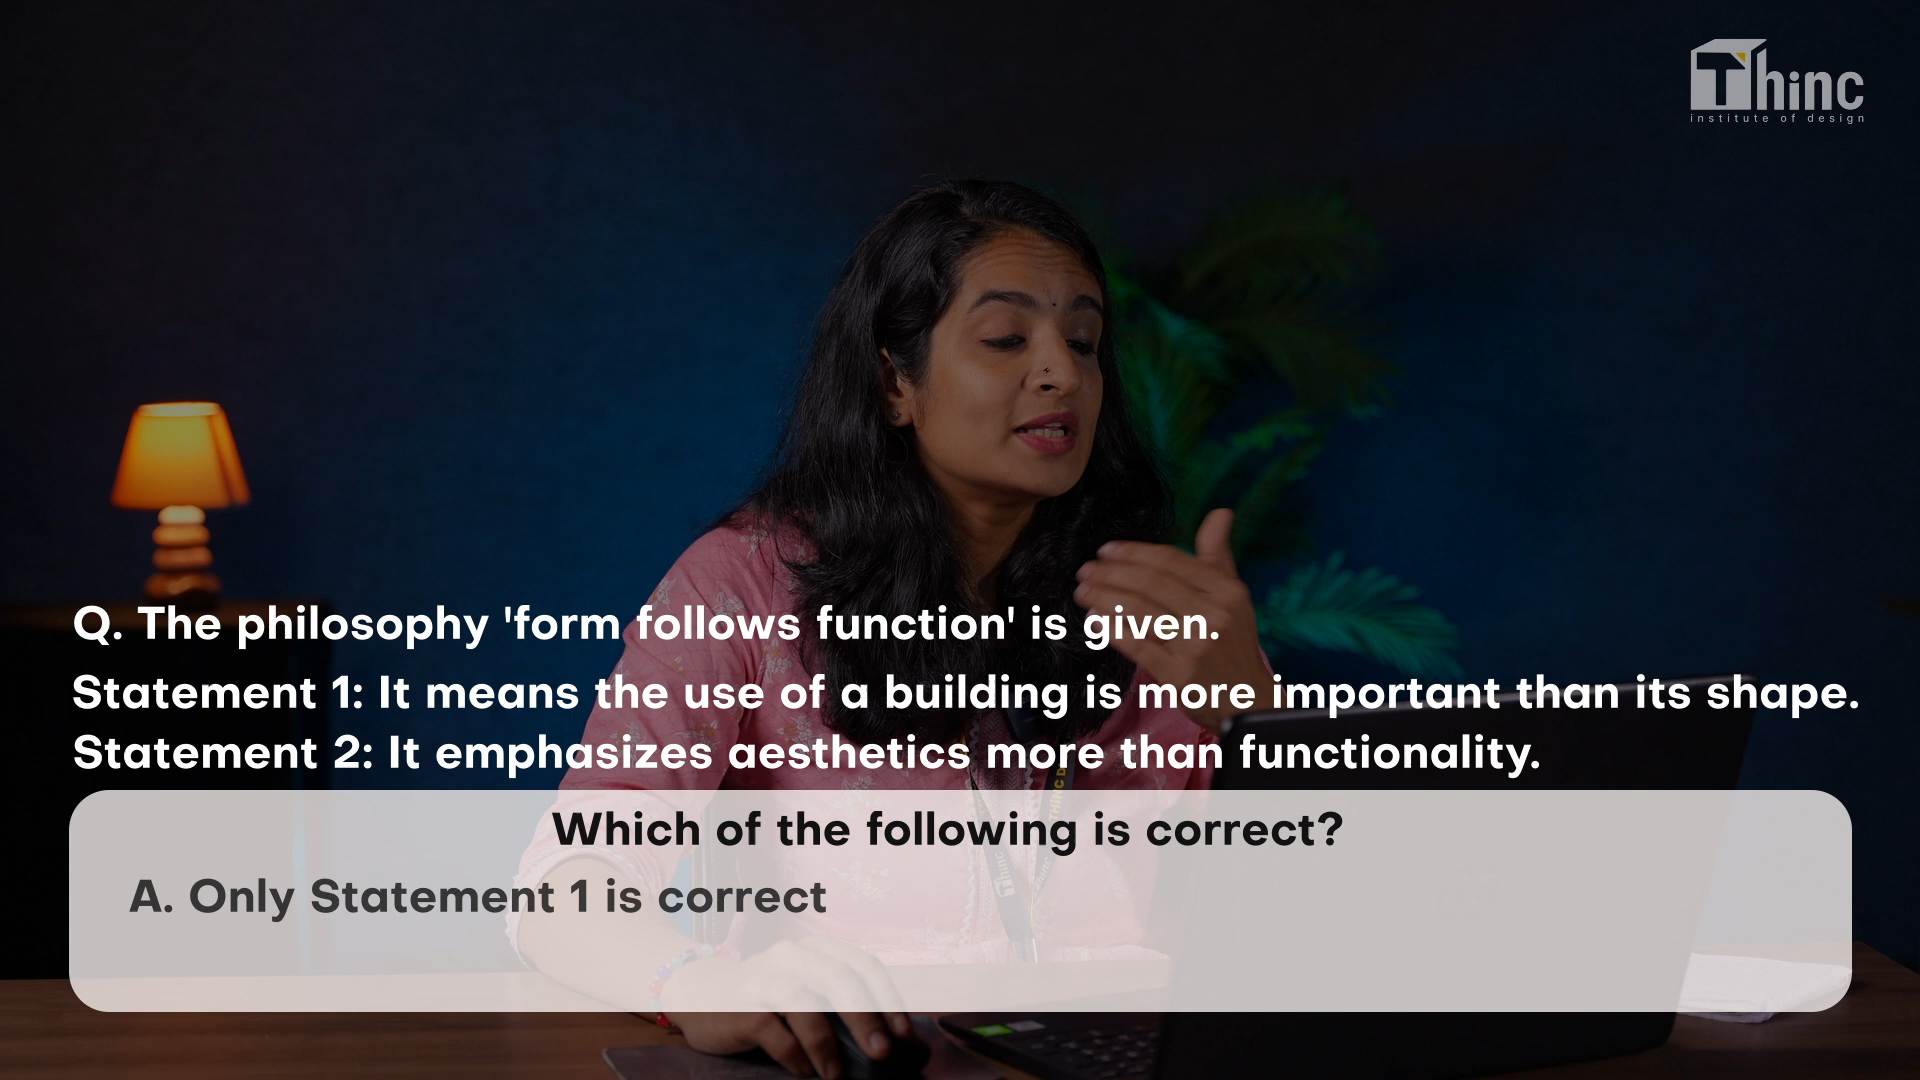 Thinc
institute of design
Q. The philosophy 'form follows function' is given.
Statement 1: It means the use of a building is more important than its shape.
Statement 2: It emphasizes aesthetics more than functionality.
Which of the following is correct?
A. Only Statement 1 is correct